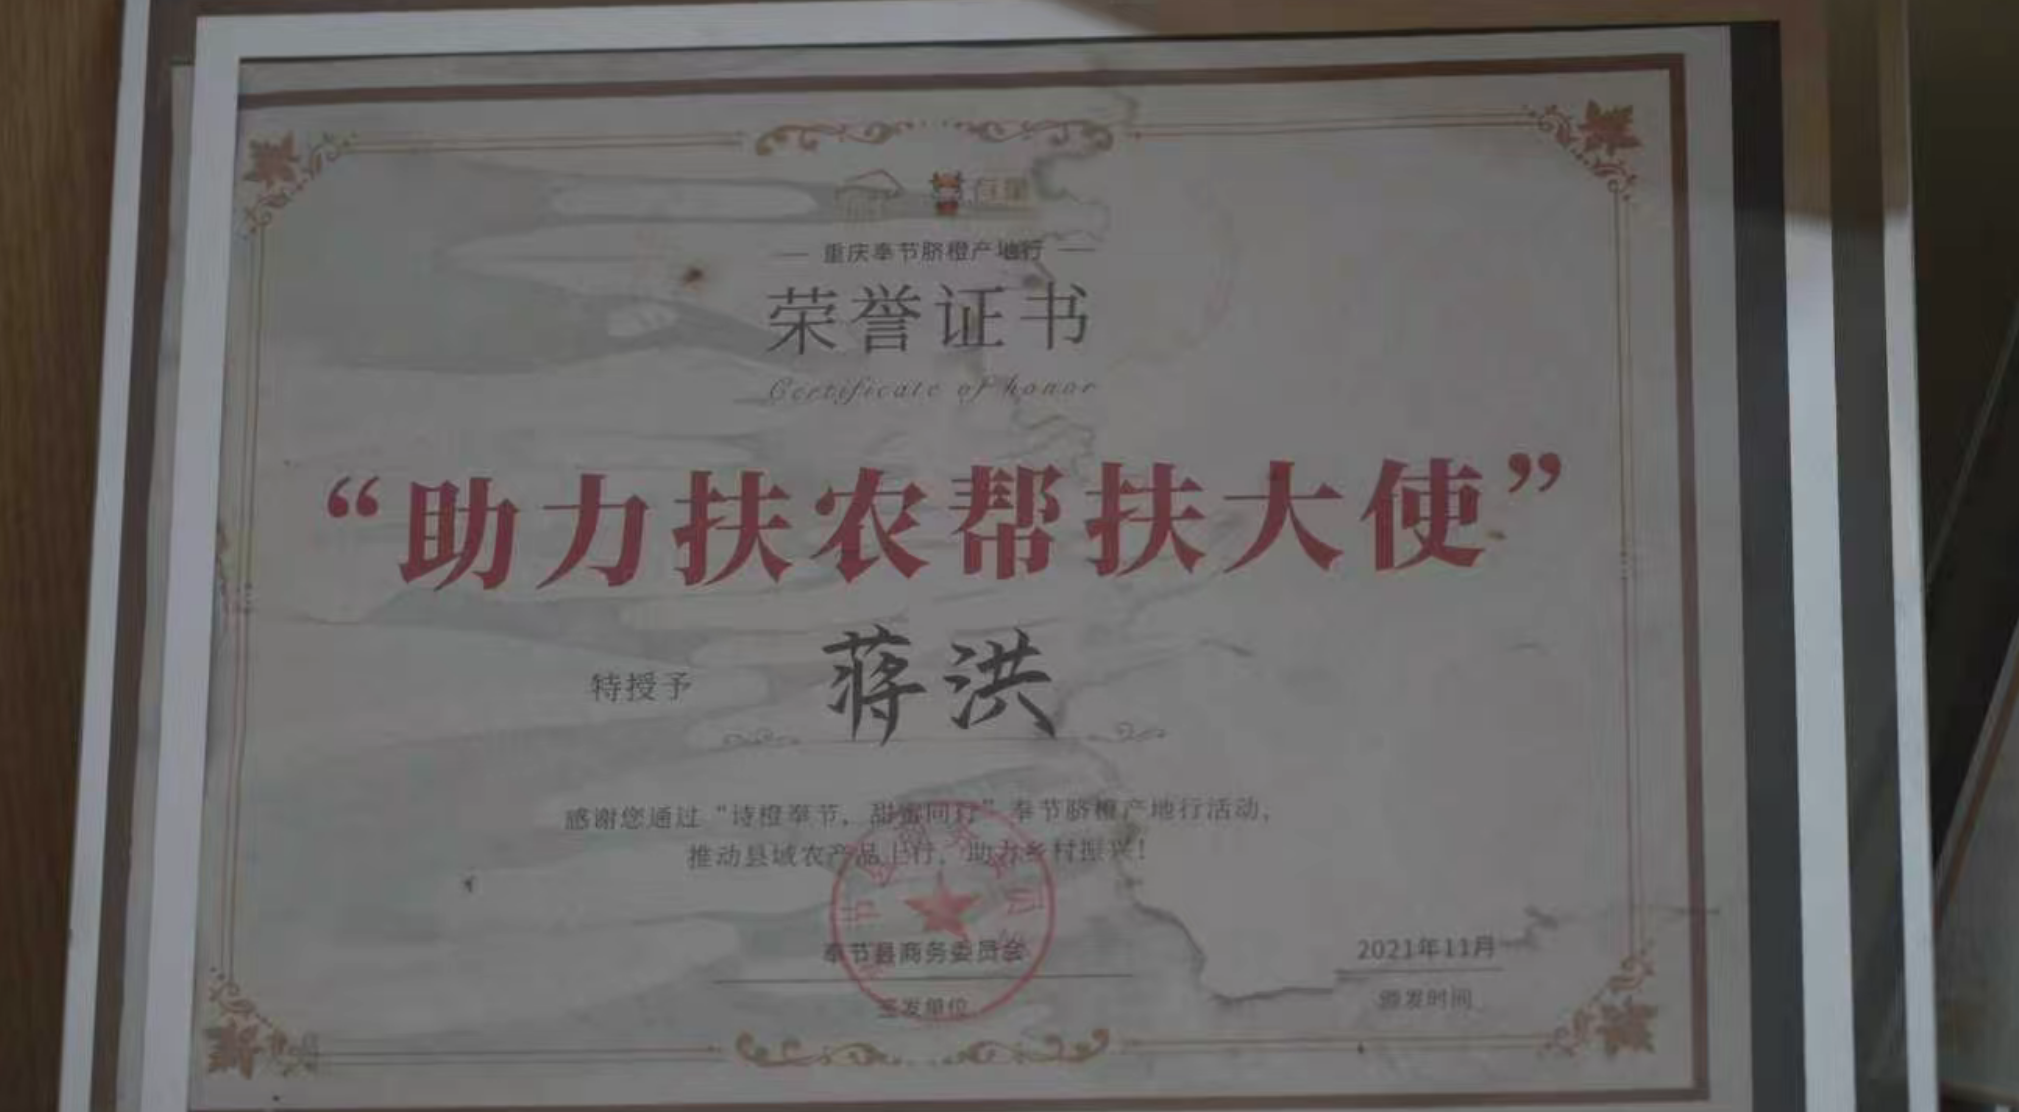 重庆奉节脐橙产地行
荣誉证书
Certificate of honor
“助力扶农帮扶大使”
特授予 蒋洪
感谢您通过“诗橙奉节，甜蜜同行”奉节脐橙产地行活动，
推动县域农产品上行，助力乡村振兴！
奉节县商务委员会
签发单位
2021年11月
颁发时间